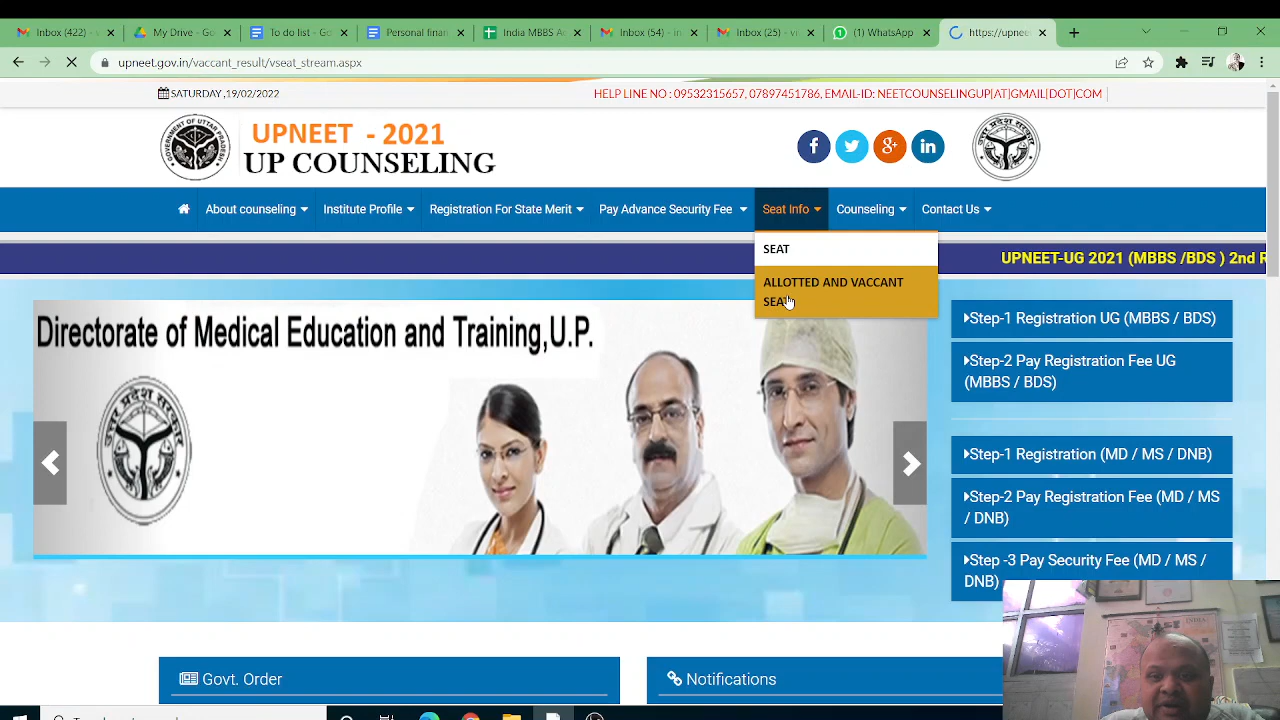 Inbox (422) - v
My Drive - Go
To do list - Go
Personal finan
India MBBS Ad
Inbox (54) - in
Inbox (25) - vi
(1) WhatsApp
https://upnee
upneet.gov.in/vaccant_result/vseat_stream.aspx
SATURDAY,19/02/2022
HELP LINE NO : 09532315657, 07897451786, EMAIL-ID: NEETCOUNSELINGUP[AT]GMAIL[DOT]COM
UPNEET - 2021
UP COUNSELING
About counseling
Institute Profile
Registration For State Merit
Pay Advance Security Fee
Seat Info
Counseling
Contact Us
SEAT
ALLOTTED AND VACCANT
SEAT
UPNEET-UG 2021 (MBBS /BDS ) 2nd R
Directorate of Medical Education and Training,U.P.
Step-1 Registration UG (MBBS / BDS)
Step-2 Pay Registration Fee UG
(MBBS / BDS)
Step-1 Registration (MD / MS / DNB)
Step-2 Pay Registration Fee (MD / MS
/ DNB)
Step -3 Pay Security Fee (MD / MS /
DNB)
Govt. Order
Notifications